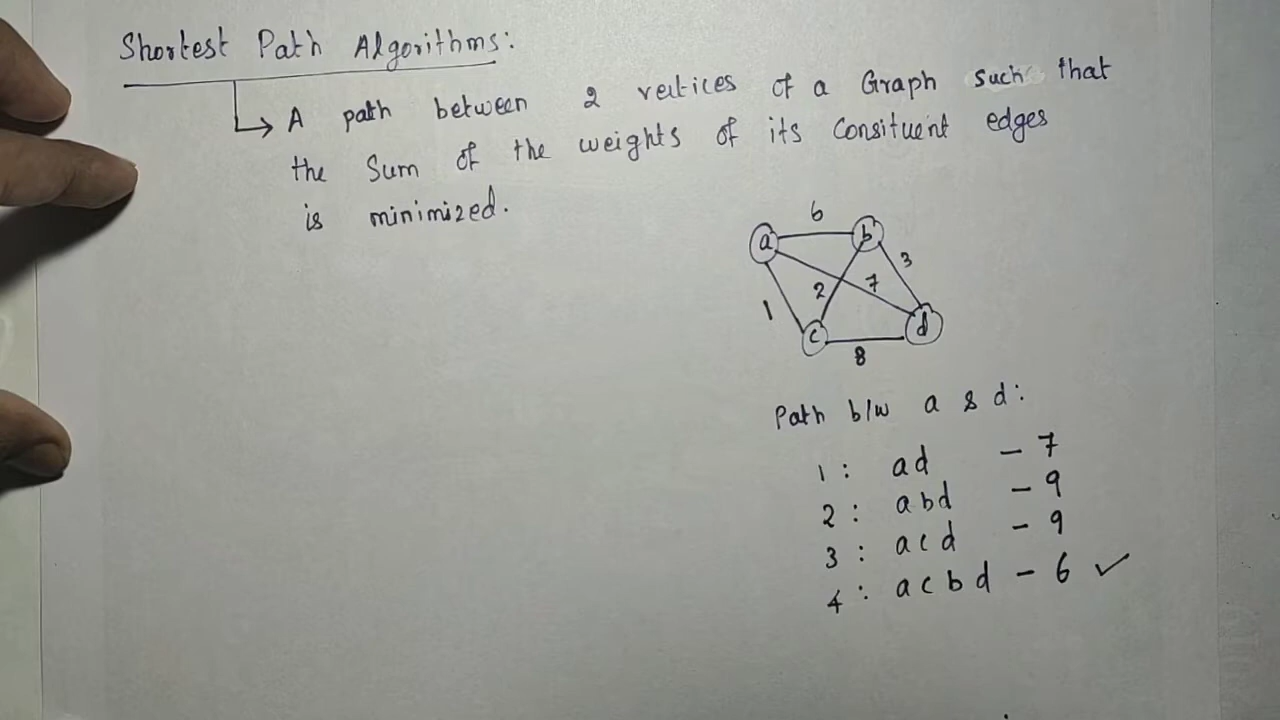 Shortest Path Algorithms:
A path between 2 vertices of a Graph such that
the Sum of the weights of its Consituent edges
is minimized.
6
a b
3
2 7
1
c d
8
Path b/w a & d:
1: ad – 7
2: abd – 9
3: acd – 9
4: acbd – 6 ✓